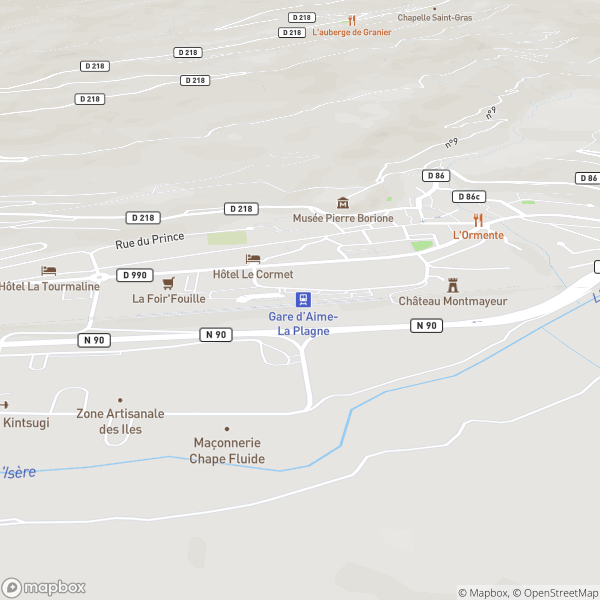 Chapelle Saint-Gras
D 218
L'auberge de Granier
D 218
D 218
D 218
D 218
D 218
n°9
n°9
D 86
D 86
D 86c
D 218
D 218
Musée Pierre Borione
L'Ormente
Rue du Prince
D 990
Hôtel Le Cormet
Hôtel La Tourmaline
La Foir'Fouille
Château Montmayeur
Gare d'Aime-
La Plagne
N 90
N 90
N 90
Kintsugi
Zone Artisanale
des Iles
Maçonnerie
Chape Fluide
'Isère
mapbox
© Mapbox, © OpenStreetMap